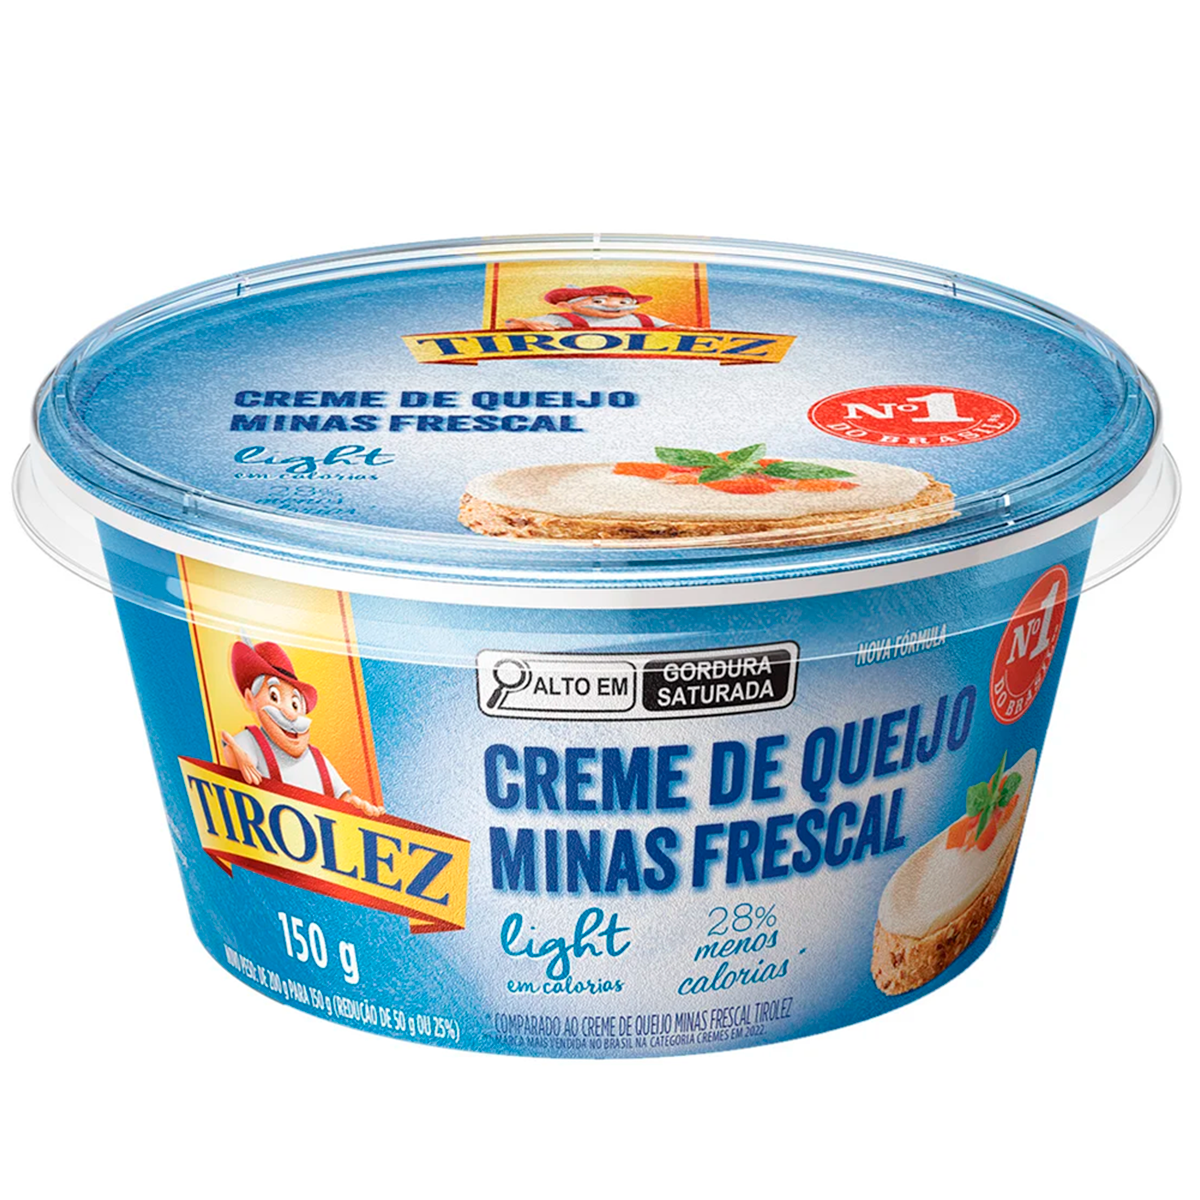 TIROLEZ
CREME DE QUEIJO
MINAS FRESCAL
light
em calorias
28%
Nº1
DO BRASIL
ALTO EM
GORDURA
SATURADA
NOVA FÓRMULA
Nº1
DO BRASIL
TIROLEZ
CREME DE QUEIJO
MINAS FRESCAL
light
em calorias
28%
menos
calorias*
150 g
NOVO PESO: DE 200 g PARA 150 g (REDUÇÃO DE 50 g OU 25%)
*COMPARADO AO CREME DE QUEIJO MINAS FRESCAL TIROLEZ
MARCA MAIS VENDIDA NO BRASIL NA CATEGORIA CREMES EM 2022.